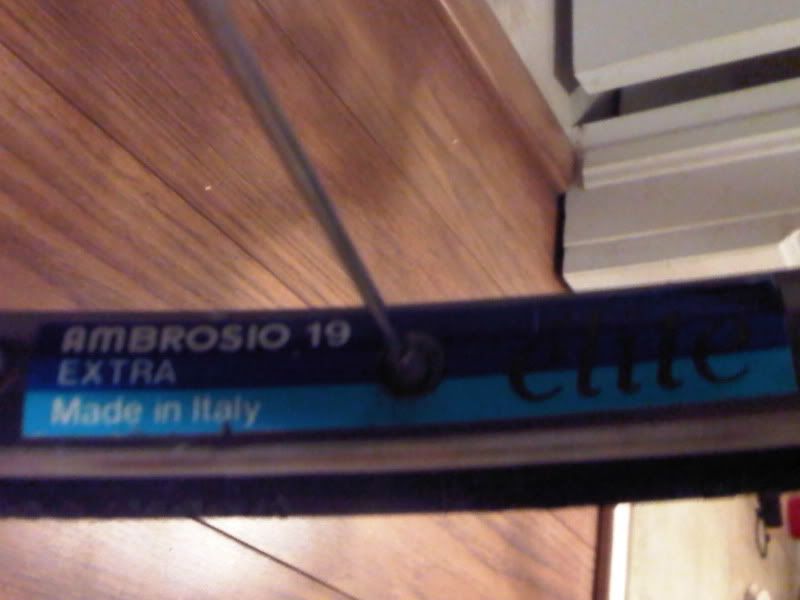 AMBROSIO 19
EXTRA
Made in Italy
elite